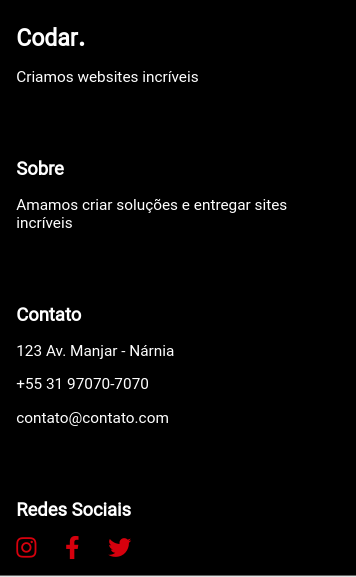 Codar.
Criamos websites incríveis
Sobre
Amamos criar soluções e entregar sites
incríveis
Contato
123 Av. Manjar - Nárnia
+55 31 97070-7070
contato@contato.com
Redes Sociais